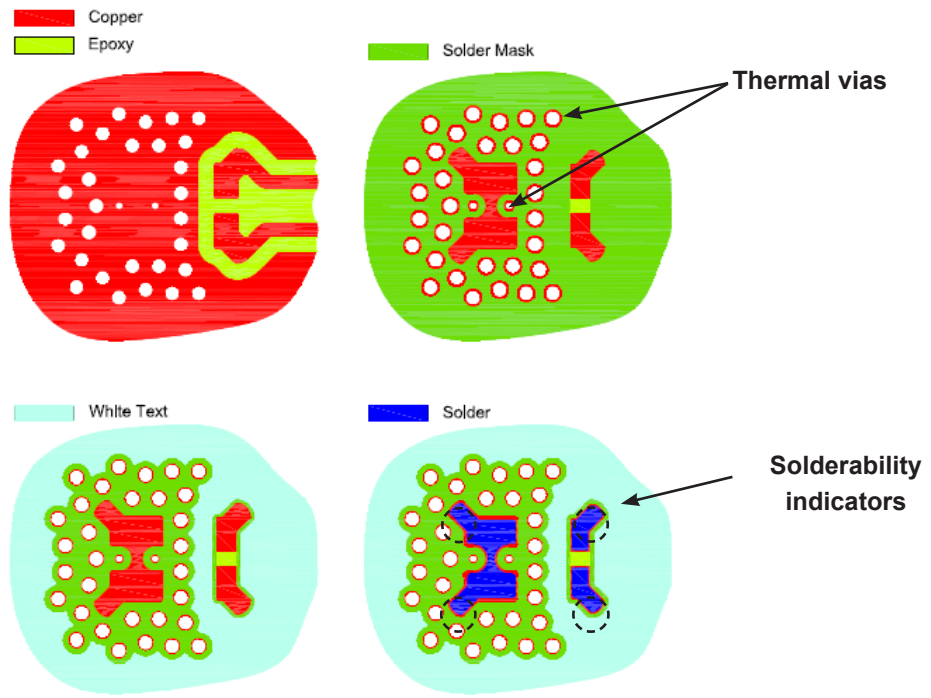 Copper
Epoxy
Solder Mask
Thermal vias
White Text
Solder
Solderability
indicators